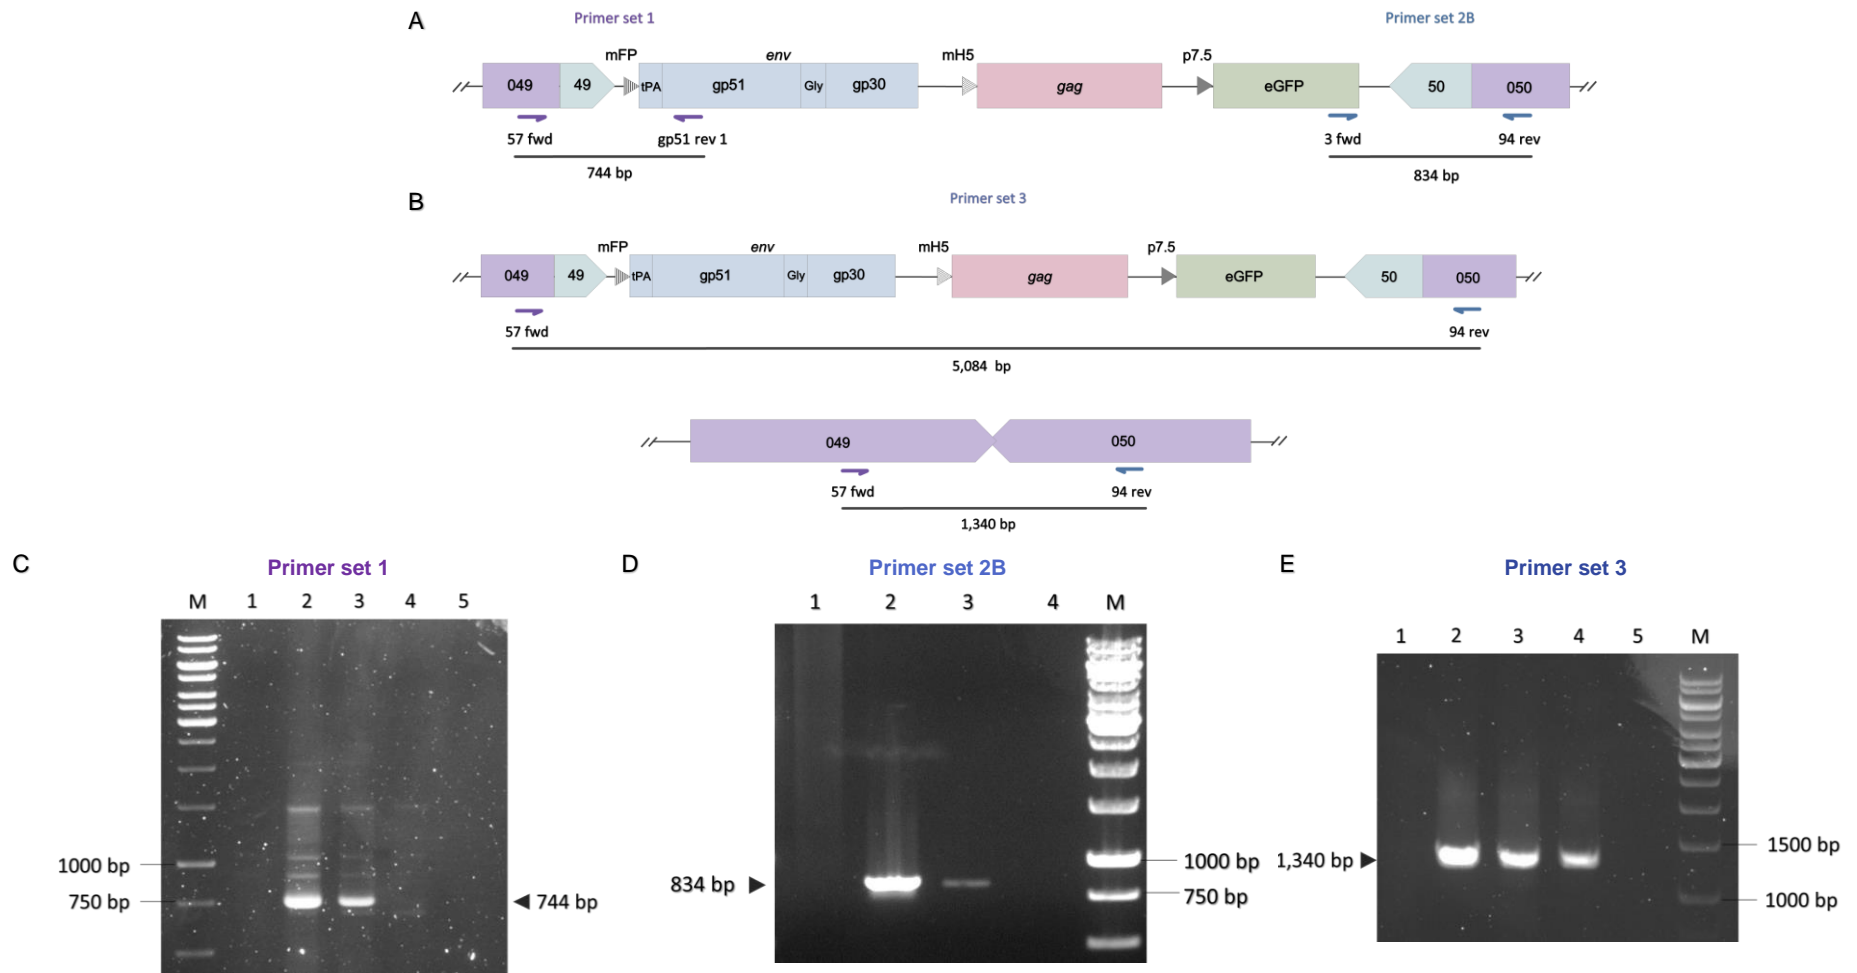 A
Primer set 1
Primer set 2B
mFP
env
mH5
p7.5
049
49
tPA
gp51
Gly
gp30
gag
eGFP
50
050
57 fwd
gp51 rev 1
3 fwd
94 rev
744 bp
834 bp
B
Primer set 3
mFP
env
mH5
p7.5
049
49
tPA
gp51
Gly
gp30
gag
eGFP
50
050
57 fwd
94 rev
5,084 bp
049
050
57 fwd
94 rev
1,340 bp
C
Primer set 1
M 1 2 3 4 5
1000 bp
750 bp
744 bp
D
Primer set 2B
1 2 3 4 M
834 bp
1000 bp
750 bp
E
Primer set 3
1 2 3 4 5 M
1,340 bp
1500 bp
1000 bp